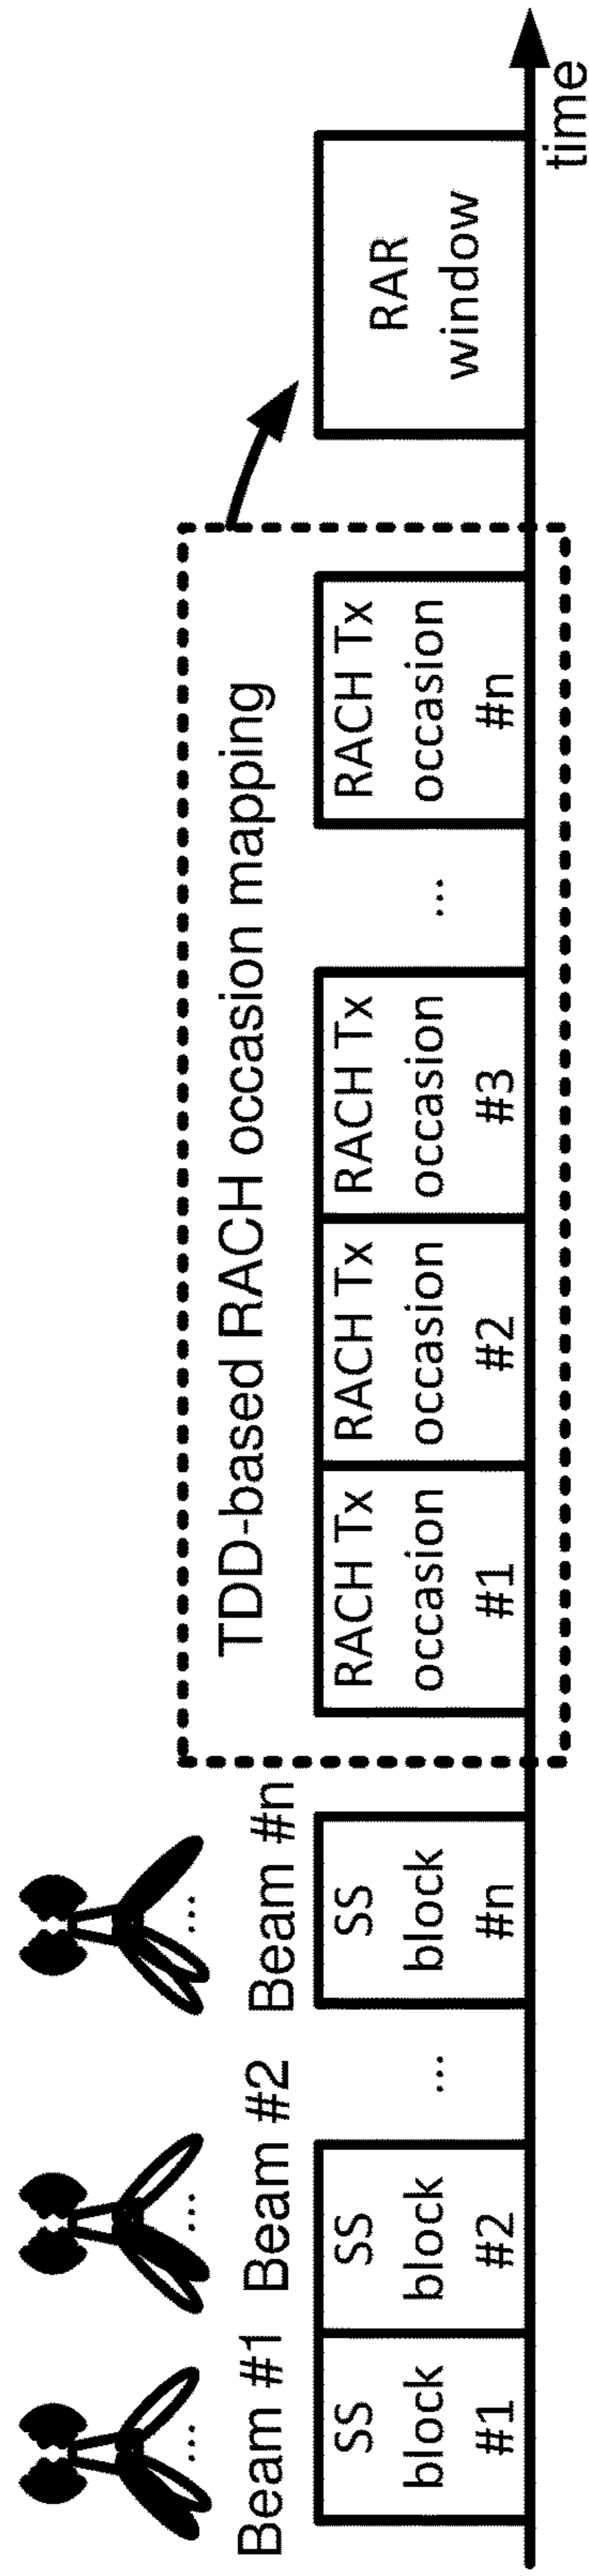 Beam #1
Beam #2
Beam #n
SS
block
#1
SS
block
#2
...
SS
block
#n
TDD-based RACH occasion mapping
RACH Tx
occasion
#1
RACH Tx
occasion
#2
RACH Tx
occasion
#3
...
RACH Tx
occasion
#n
RAR
window
time